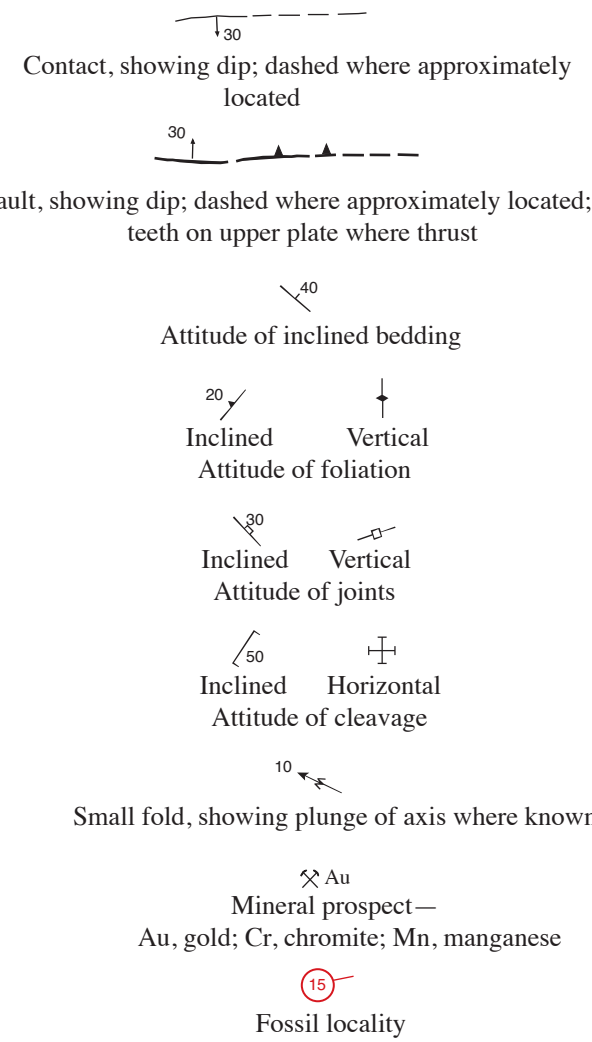 30
Contact, showing dip; dashed where approximately
located
30
ault, showing dip; dashed where approximately located;
teeth on upper plate where thrust
40
Attitude of inclined bedding
20
Inclined Vertical
Attitude of foliation
30
Inclined Vertical
Attitude of joints
50
Inclined Horizontal
Attitude of cleavage
10
Small fold, showing plunge of axis where known
Au
Mineral prospect—
Au, gold; Cr, chromite; Mn, manganese
15
Fossil locality